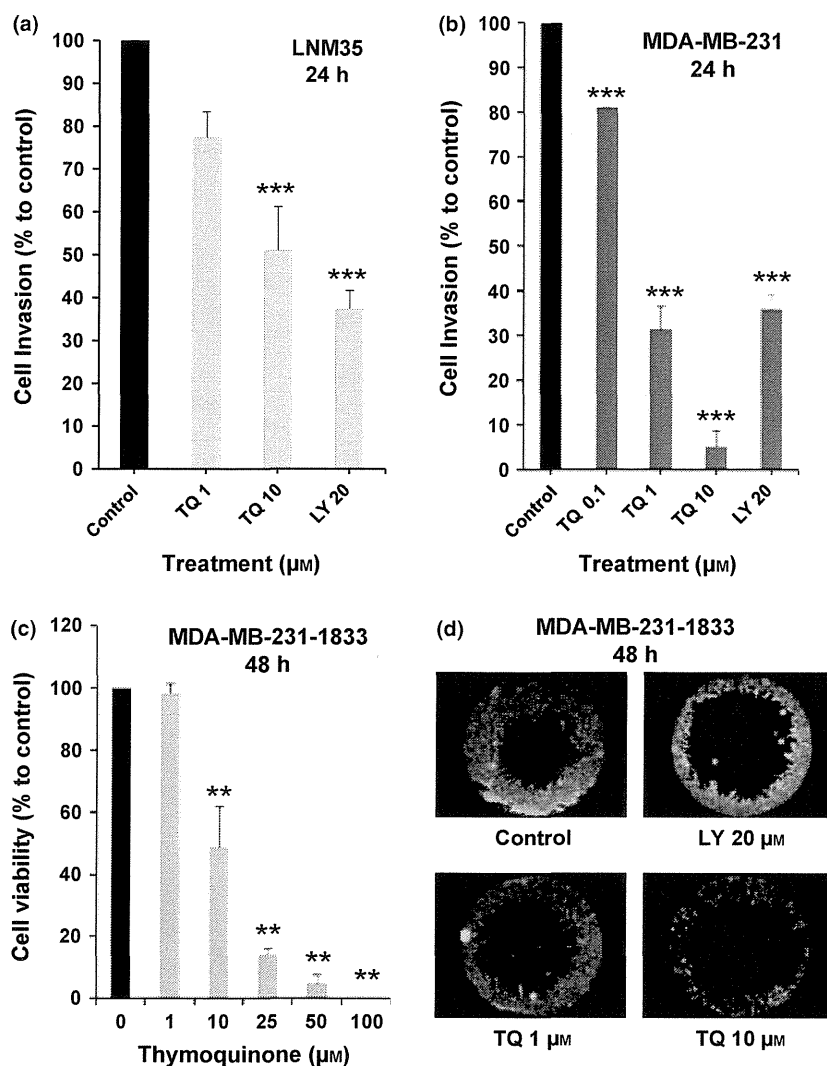 (a)
LNM35
24 h
Cell Invasion (% to control)
100
90
80
70
60
50
40
30
20
10
0
***
***
Control
TQ 1
TQ 10
LY 20
Treatment (µM)
(b)
MDA-MB-231
24 h
Cell Invasion (% to control)
100
90
80
70
60
50
40
30
20
10
0
***
***
***
***
Control
TQ 0.1
TQ 1
TQ 10
LY 20
Treatment (µM)
(c)
MDA-MB-231-1833
48 h
Cell viability (% to control)
120
100
80
60
40
20
0
**
**
**
**
0
1
10
25
50
100
Thymoquinone (µM)
(d)
MDA-MB-231-1833
48 h
Control
LY 20 µM
TQ 1 µM
TQ 10 µM